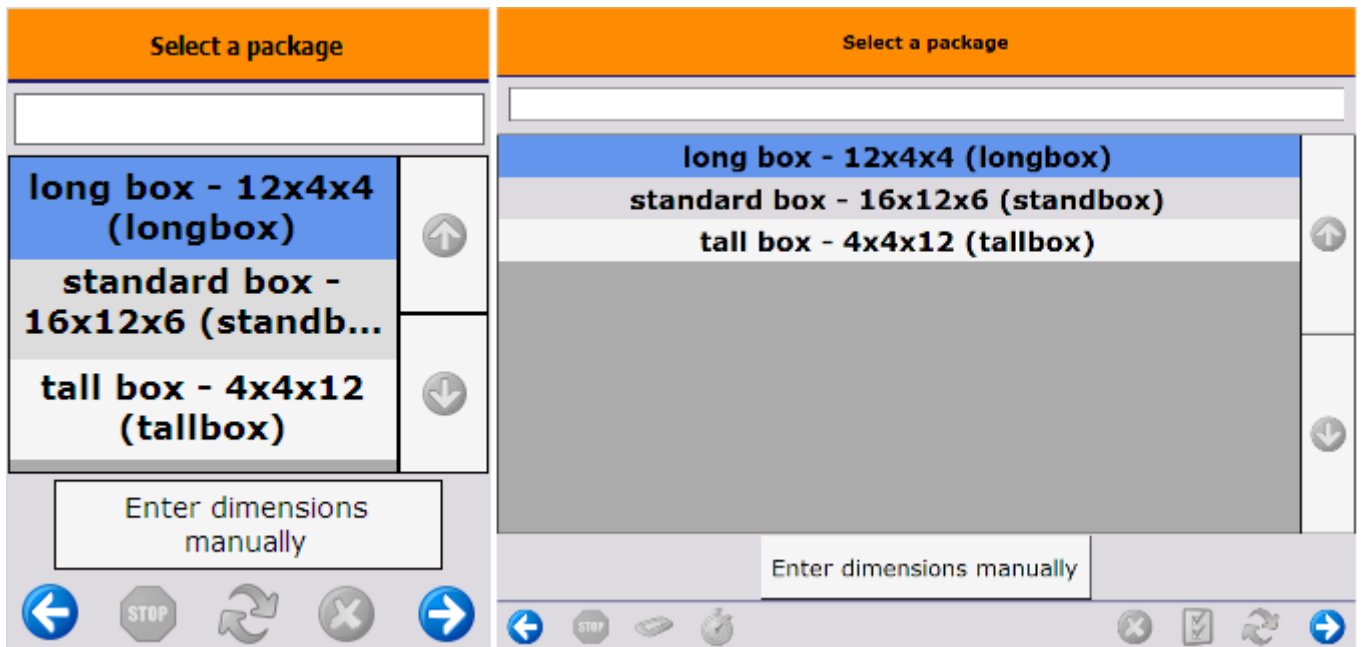 Select a package
long box - 12x4x4
(longbox)
standard box -
16x12x6 (standb...
tall box - 4x4x12
(tallbox)
Enter dimensions
manually
STOP
Select a package
long box - 12x4x4 (longbox)
standard box - 16x12x6 (standbox)
tall box - 4x4x12 (tallbox)
Enter dimensions manually
STOP